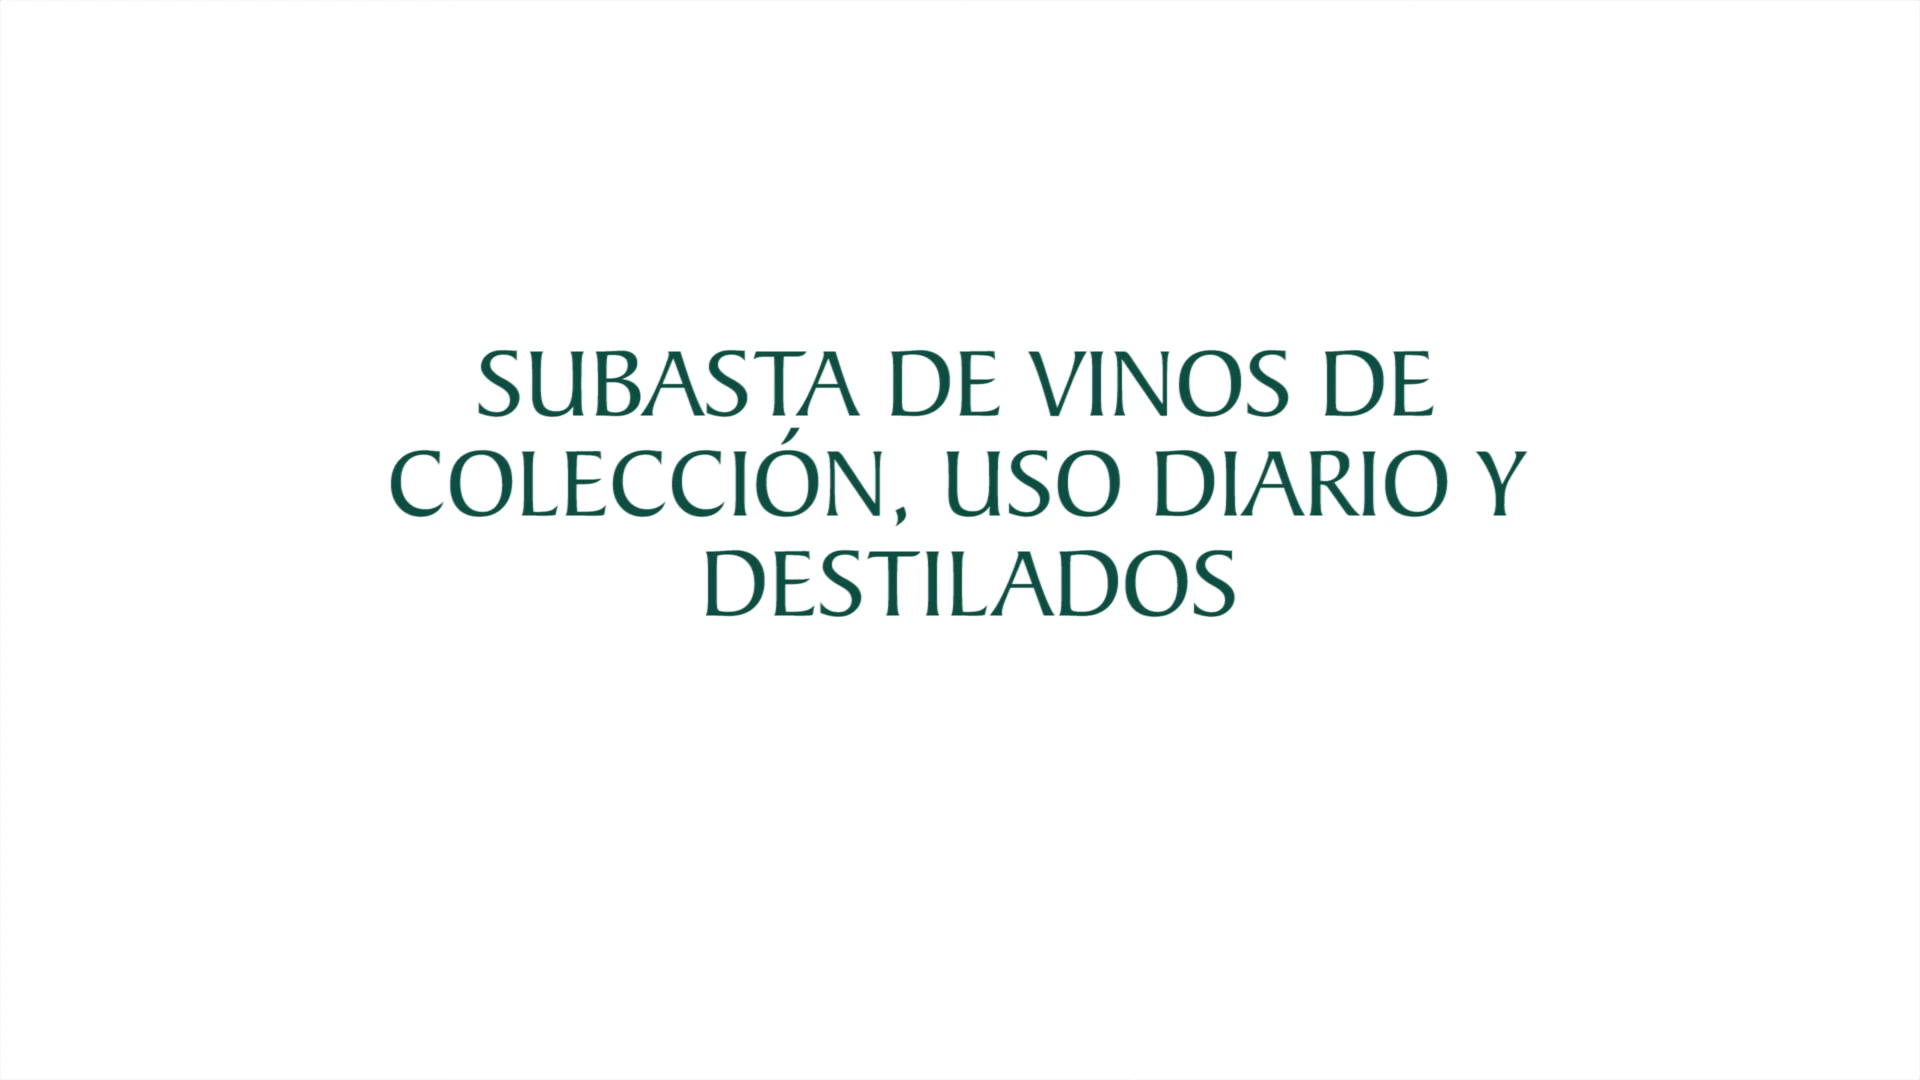 SUBASTA DE VINOS DE
COLECCIÓN, USO DIARIO Y
DESTILADOS